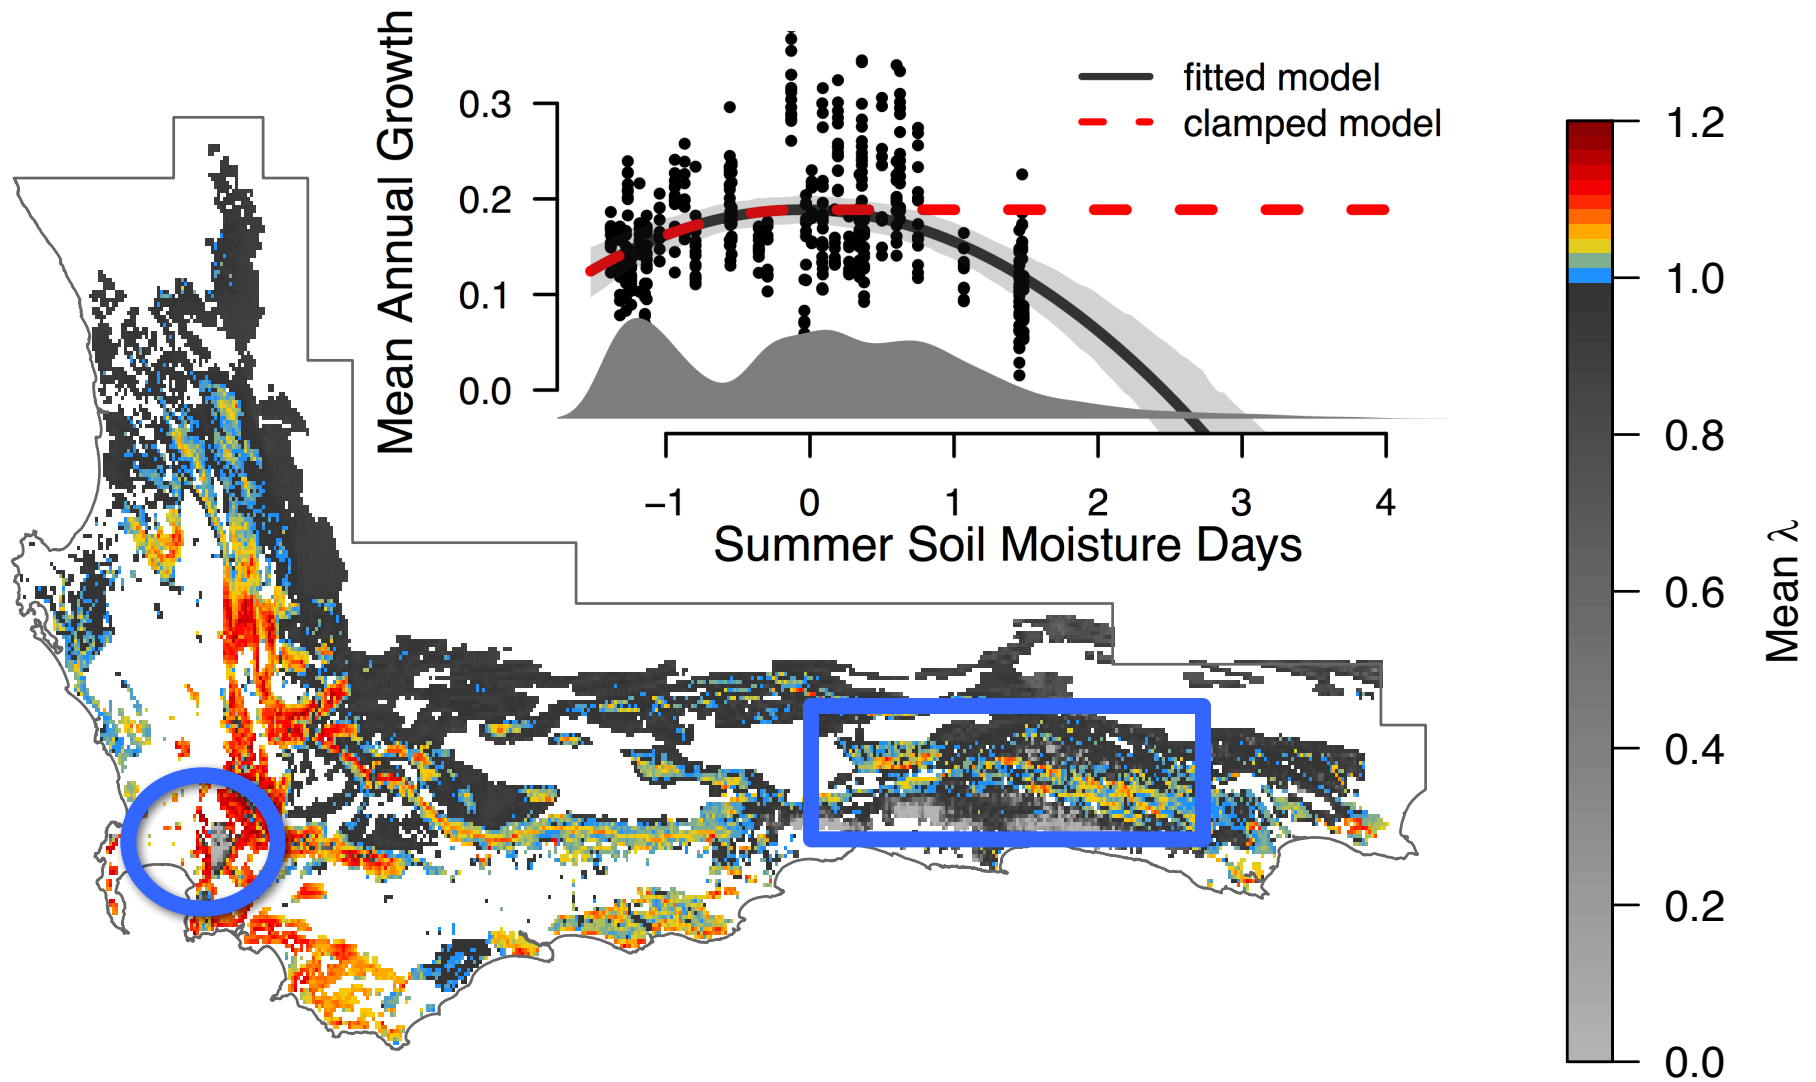 Mean Annual Growth
0.3
0.2
0.1
0.0
fitted model
clamped model
−1 0 1 2 3 4
Summer Soil Moisture Days
1.2
1.0
0.8
0.6
0.4
0.2
0.0
Mean λ